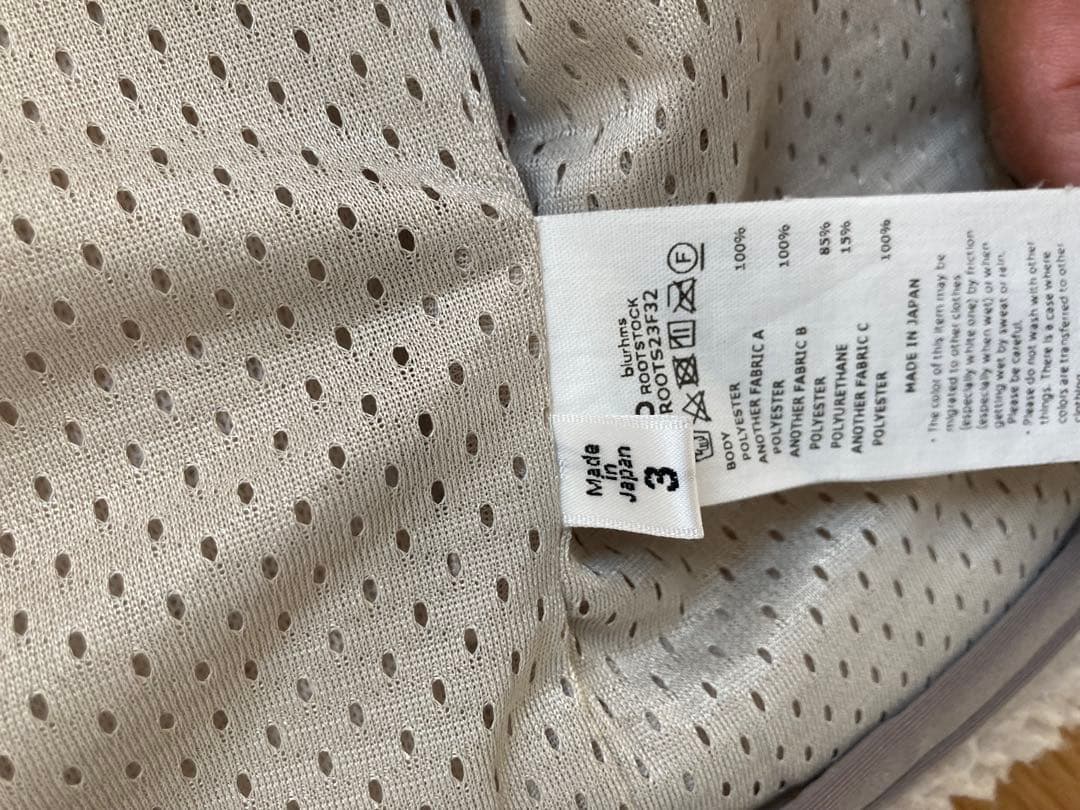 blurhms
ROOTSTOCK
ROOTS23F32
F
BODY
POLYESTER 100%
ANOTHER FABRIC A
POLYESTER 100%
ANOTHER FABRIC B
POLYESTER 85%
POLYURETHANE 15%
ANOTHER FABRIC C
POLYESTER 100%
MADE IN JAPAN
• The color of this item may be
migrated to other clothes
(especially white one) by friction
(especially when wet) or when
getting wet by sweat or rain.
Please be careful.
• Please do not wash with other
things. There is a case where
colors are transferred to other
clothing
Made
in
Japan
3